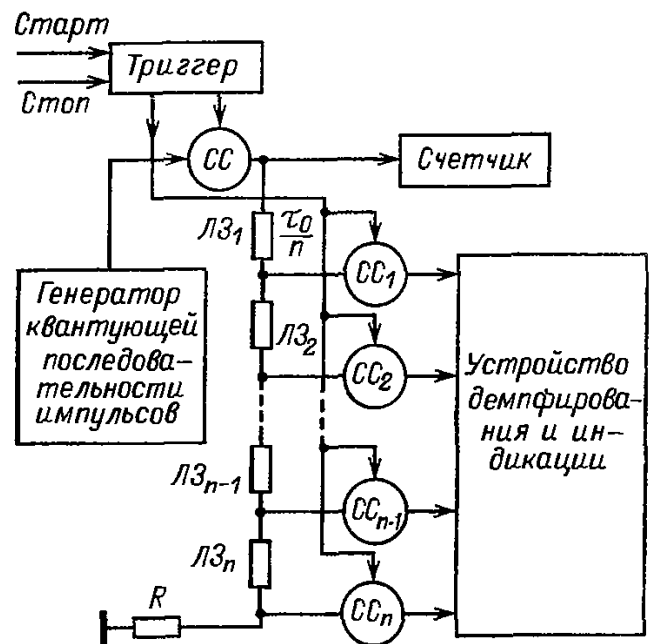 Старт
Стоп
Триггер
СС
Счетчик
ЛЗ₁
τ₀/n
СС₁
Генератор
квантующей
последова-
тельности
импульсов
ЛЗ₂
СС₂
Устройство
демпфирова-
ния и ин-
дикации
ЛЗₙ₋₁
ССₙ₋₁
ЛЗₙ
R
ССₙ